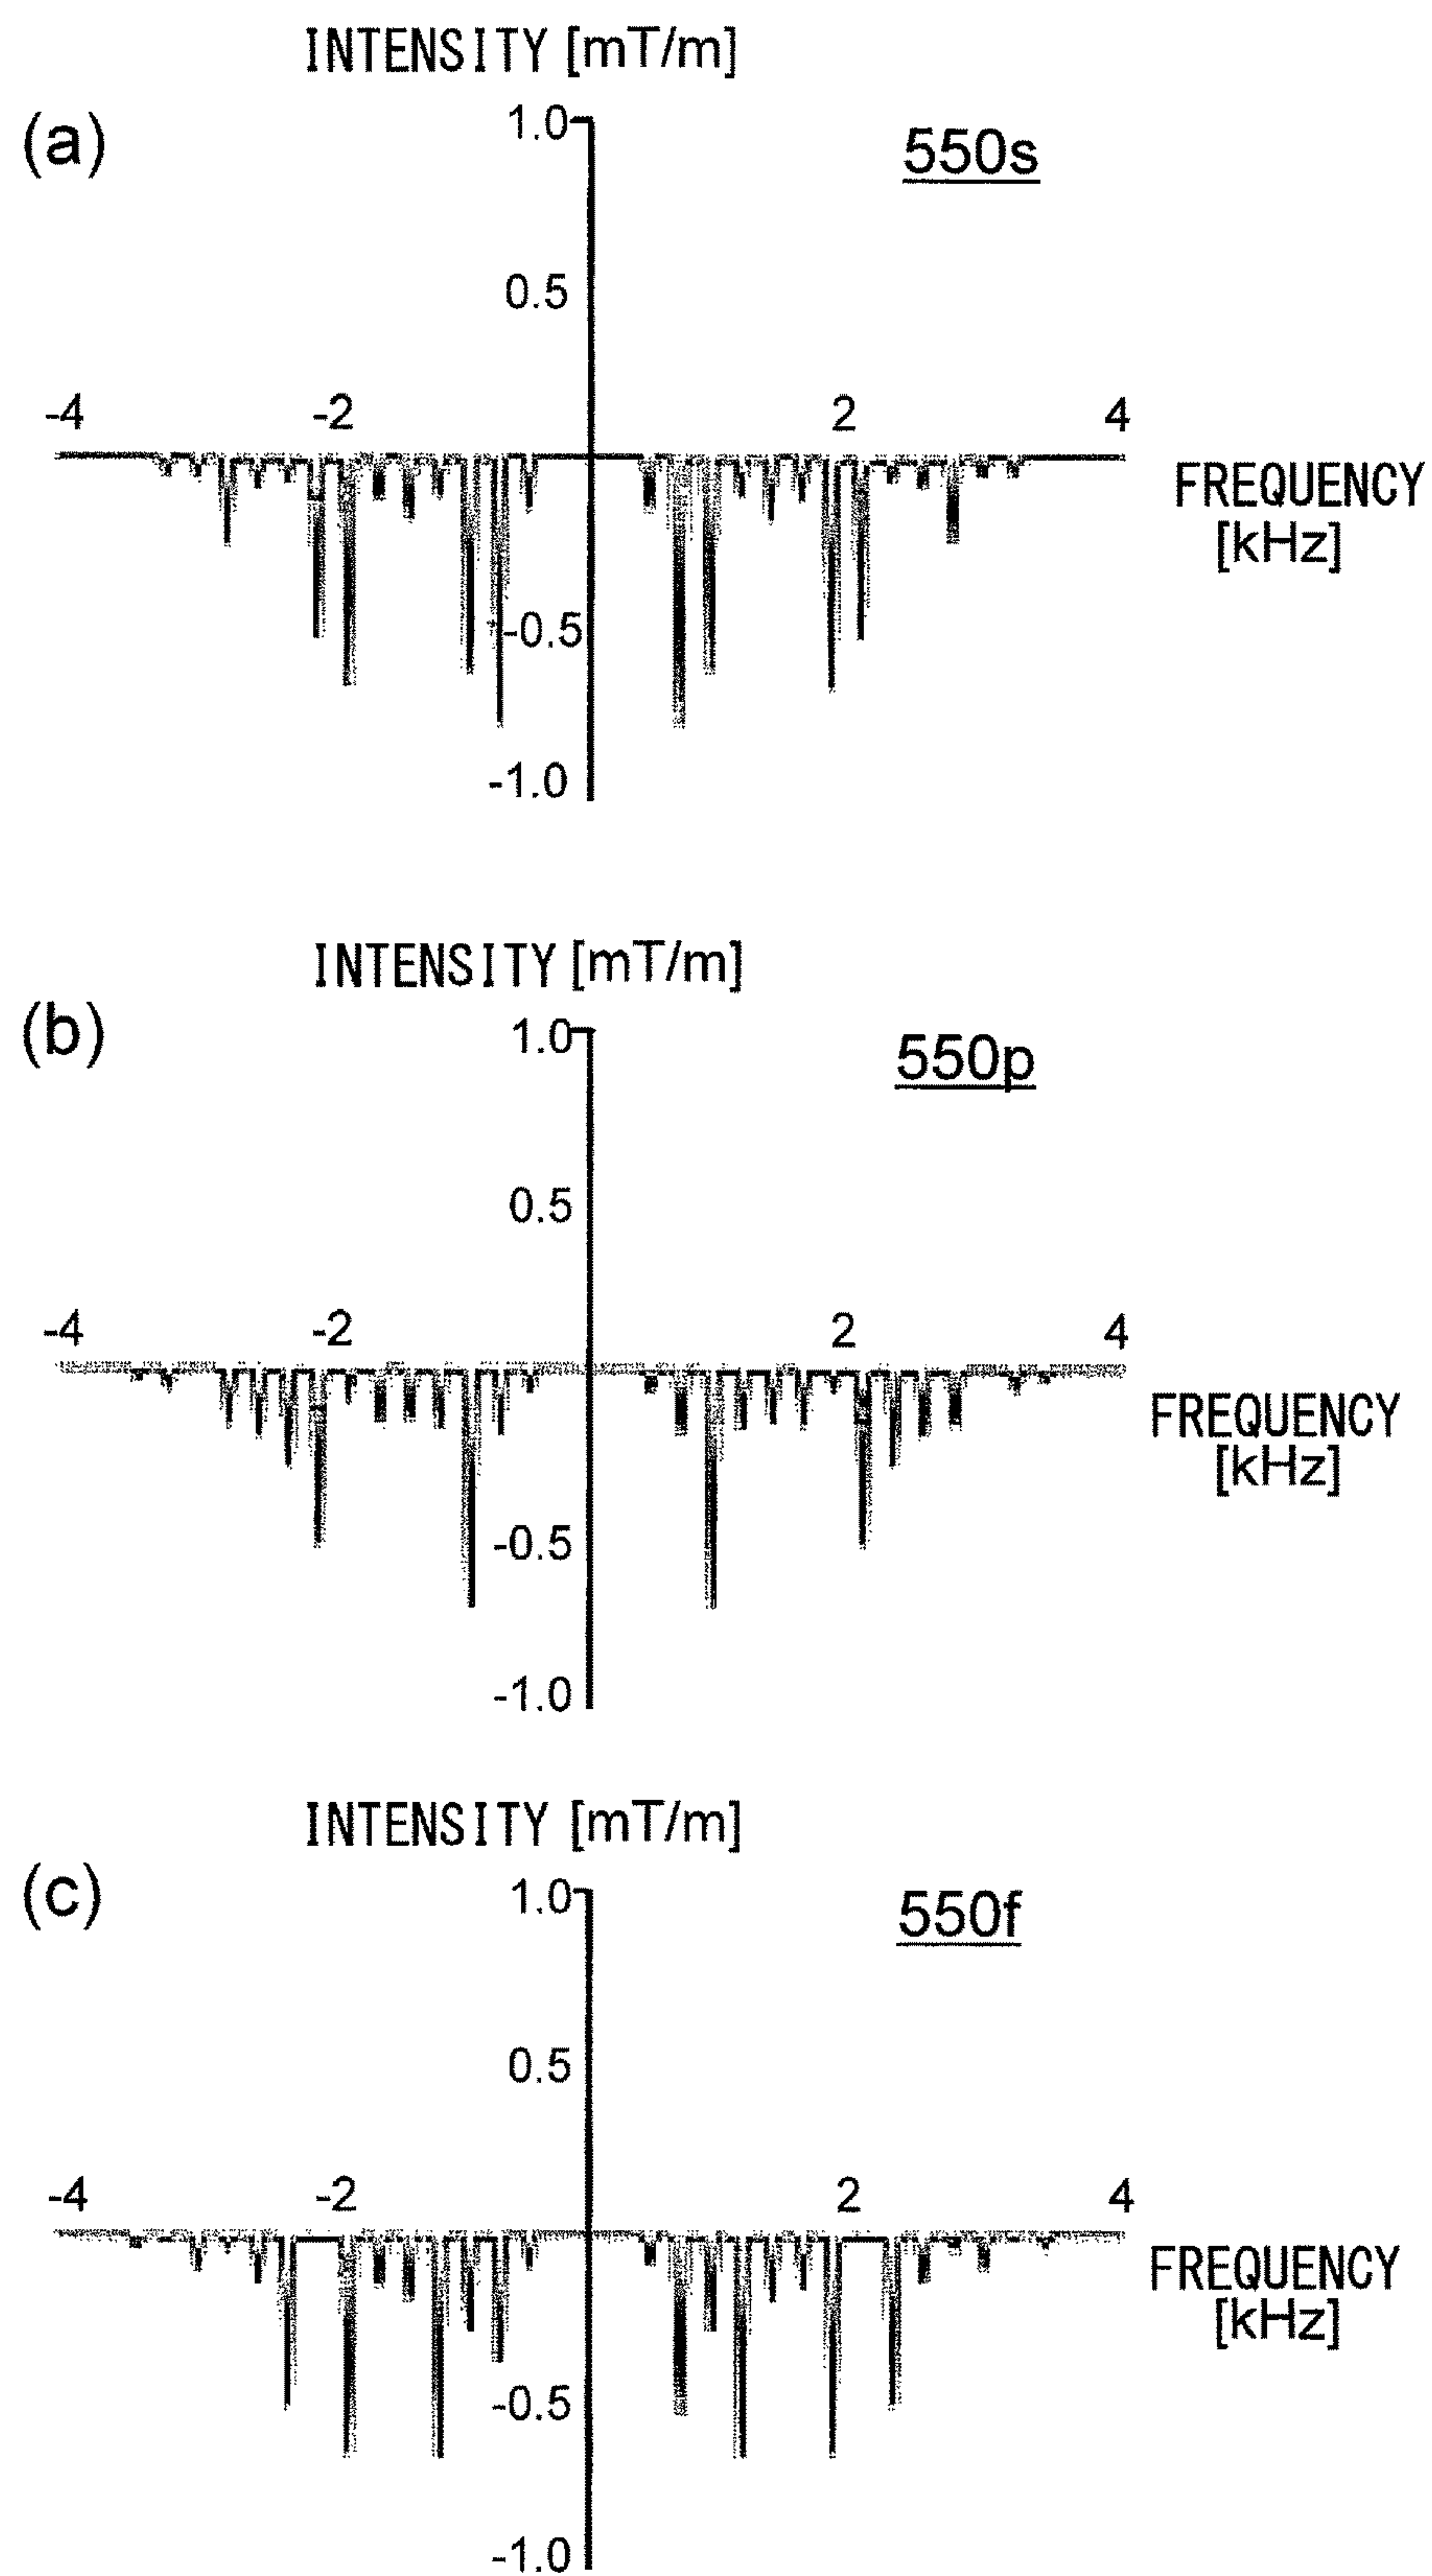 INTENSITY [mT/m]
(a)
1.0
550s
0.5
-4 -2 2 4
FREQUENCY
[kHz]
-0.5
-1.0
INTENSITY [mT/m]
(b)
1.0
550p
0.5
-4 -2 2 4
FREQUENCY
[kHz]
-0.5
-1.0
INTENSITY [mT/m]
(c)
1.0
550f
0.5
-4 -2 2 4
FREQUENCY
[kHz]
-0.5
-1.0